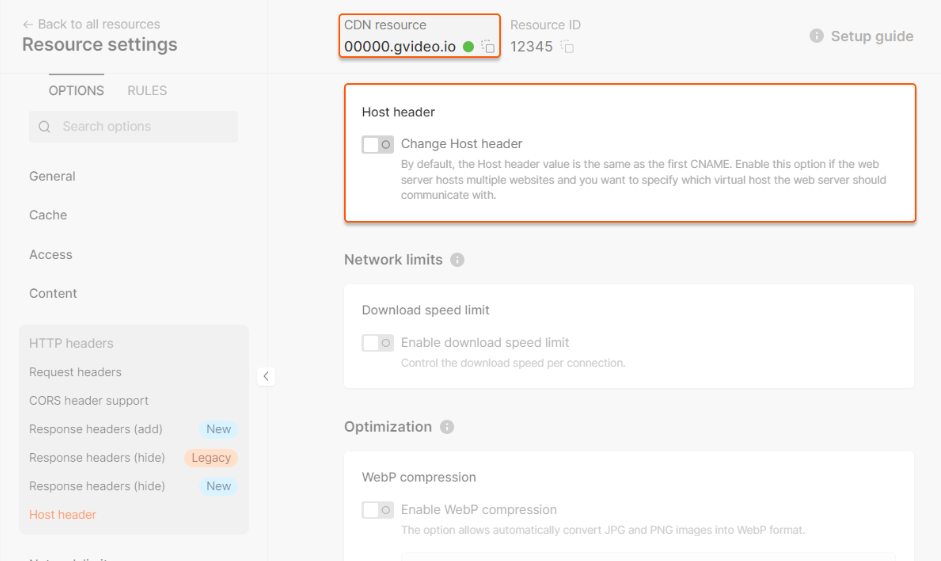 ← Back to all resources
Resource settings
CDN resource
00000.gvideo.io
Resource ID
12345
Setup guide
OPTIONS
RULES
Search options
General
Cache
Access
Content
HTTP headers
Request headers
CORS header support
Response headers (add) New
Response headers (hide) Legacy
Response headers (hide) New
Host header
Host header
Change Host header
By default, the Host header value is the same as the first CNAME. Enable this option if the web
server hosts multiple websites and you want to specify which virtual host the web server should
communicate with.
Network limits
Download speed limit
Enable download speed limit
Control the download speed per connection.
Optimization
WebP compression
Enable WebP compression
The option allows automatically convert JPG and PNG images into WebP format.